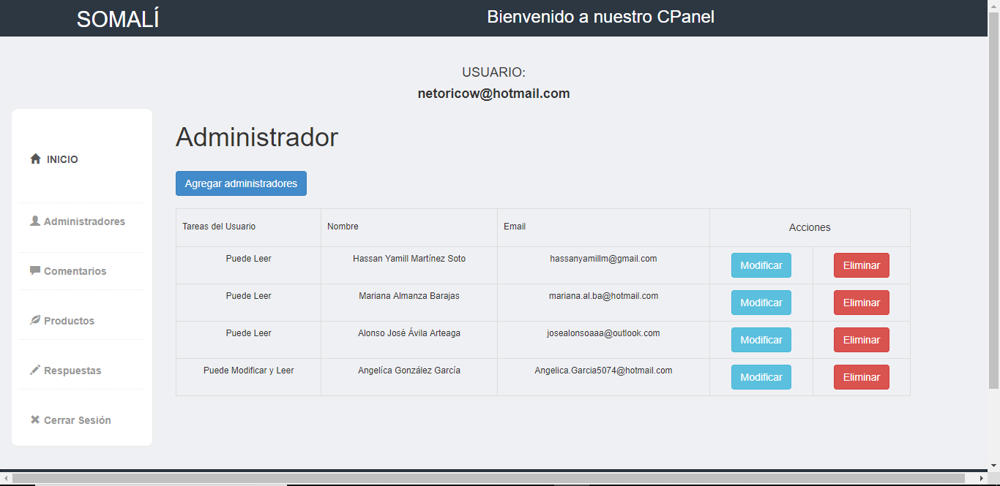 SOMALÍ
Bienvenido a nuestro CPanel
USUARIO:
netoricow@hotmail.com
INICIO
Administradores
Comentarios
Productos
Respuestas
Cerrar Sesión
Administrador
Agregar administradores
Tareas del Usuario Nombre Email Acciones
Puede Leer Hassan Yamill Martínez Soto hassanyamillm@gmail.com Modificar Eliminar
Puede Leer Mariana Almanza Barajas mariana.al.ba@hotmail.com Modificar Eliminar
Puede Leer Alonso José Ávila Arteaga josealonsoaaa@outlook.com Modificar Eliminar
Puede Modificar y Leer Angelíca González García Angelica.Garcia5074@hotmail.com Modificar Eliminar